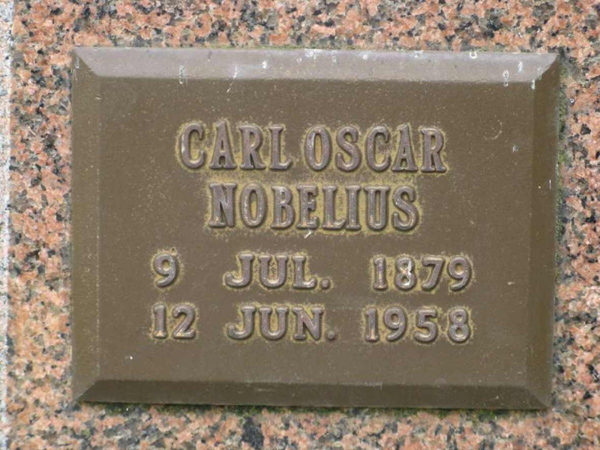 CARL OSCAR
NOBELIUS
9 JUL. 1879
12 JUN. 1958